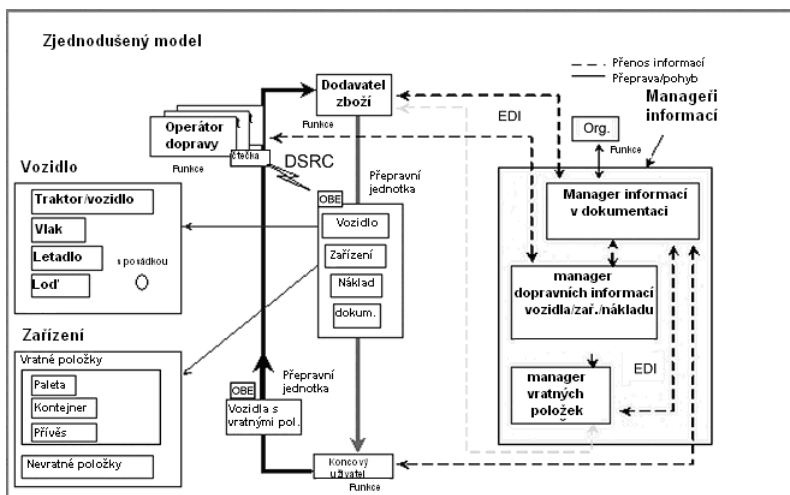 Zjednodušený model
Přenos informací
Přeprava/pohyb
Dodavatel
zboží
Funkce
Manageři
informací
EDI
Org.
Funkce
Operátor
dopravy
čtečka
Funkce
DSRC
Přepravní
jednotka
Vozidlo
Traktor/vozidlo
Vlak
Letadlo
Loď
s posádkou
OBE
Vozidlo
Zařízení
Náklad
dokum.
Manager informací
v dokumentaci
manager
dopravních informací
vozidla/zař./nákladu
EDI
manager
vratných
položek
Zařízení
Vratné položky
Paleta
Kontejner
Přívěs
Nevratné položky
Přepravní
jednotka
OBE
Vozidla s
vratnými pol.
Koncový
uživatel
Funkce